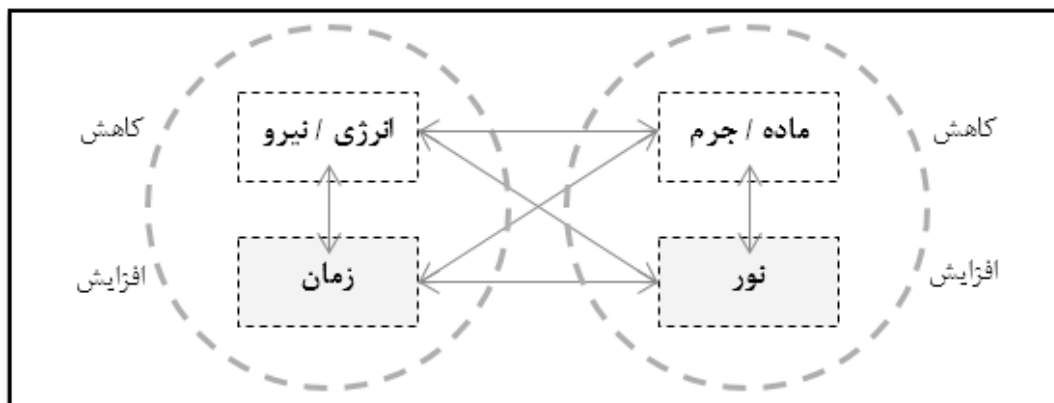 ماده / جرم
انرژی / نیرو
کاهش
کاهش
نور
زمان
افزایش
افزایش